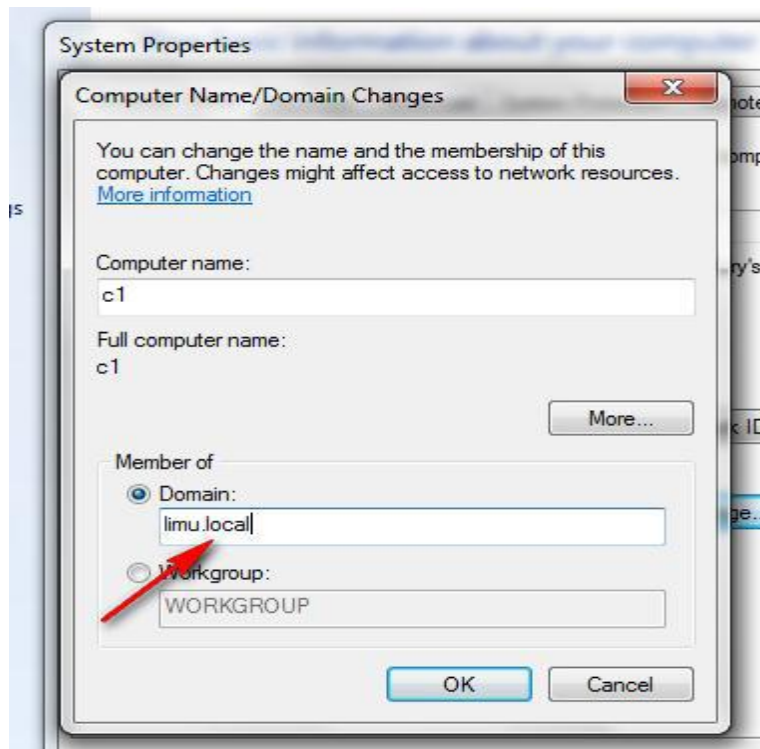 System Properties
Computer Name/Domain Changes
You can change the name and the membership of this
computer. Changes might affect access to network resources.
More information
Computer name:
c1
Full computer name:
c1
More...
Member of
Domain:
limu.local
Workgroup:
WORKGROUP
OK
Cancel